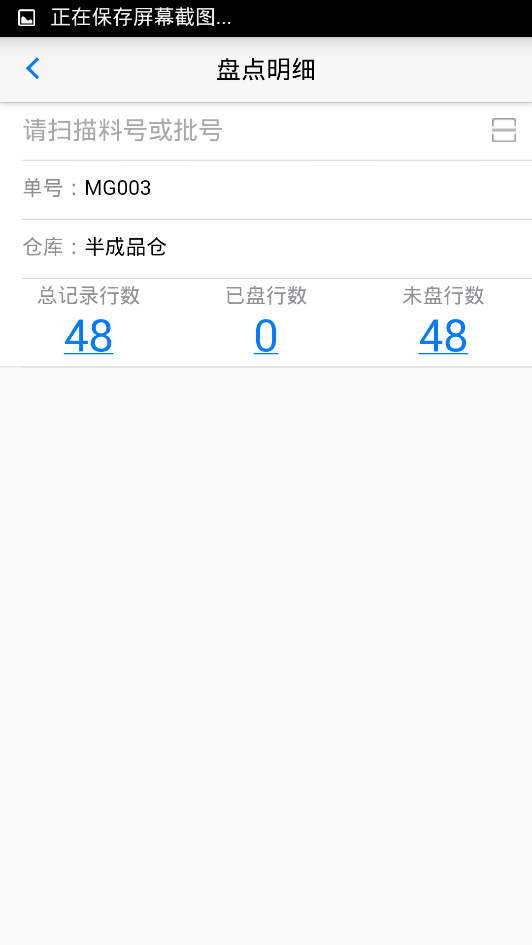 正在保存屏幕截图...
盘点明细
请扫描料号或批号
单号：MG003
仓库：半成品仓
总记录行数 已盘行数 未盘行数
48 0 48